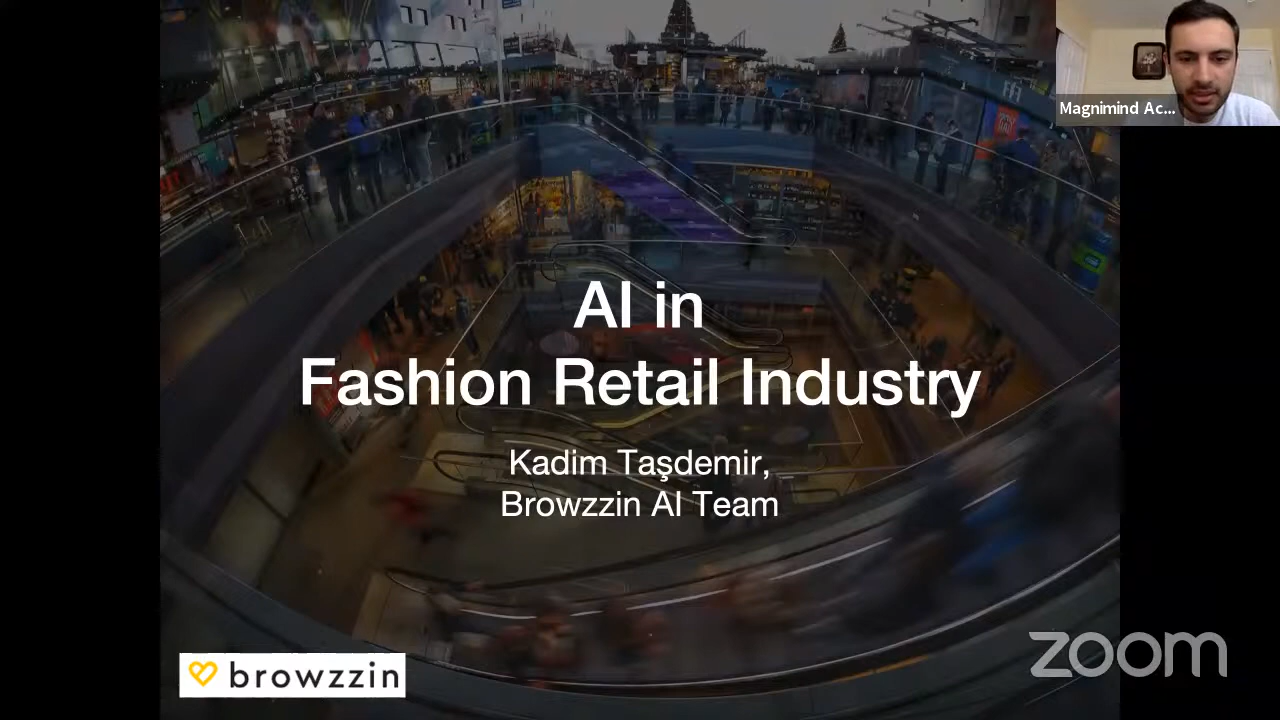 Magnimind Ac...
AI in
Fashion Retail Industry
Kadim Taşdemir,
Browzzin AI Team
browzzin
zoom